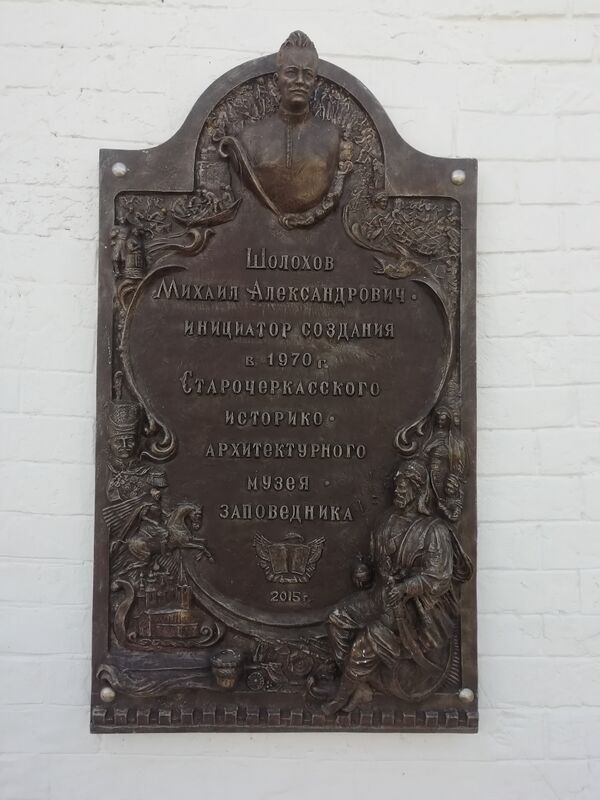 Шолохов
Михаил Александрович -
инициатор создания
в 1970 г.
Старочеркасского
историко -
архитектурного
музея -
заповедника
2015 г.